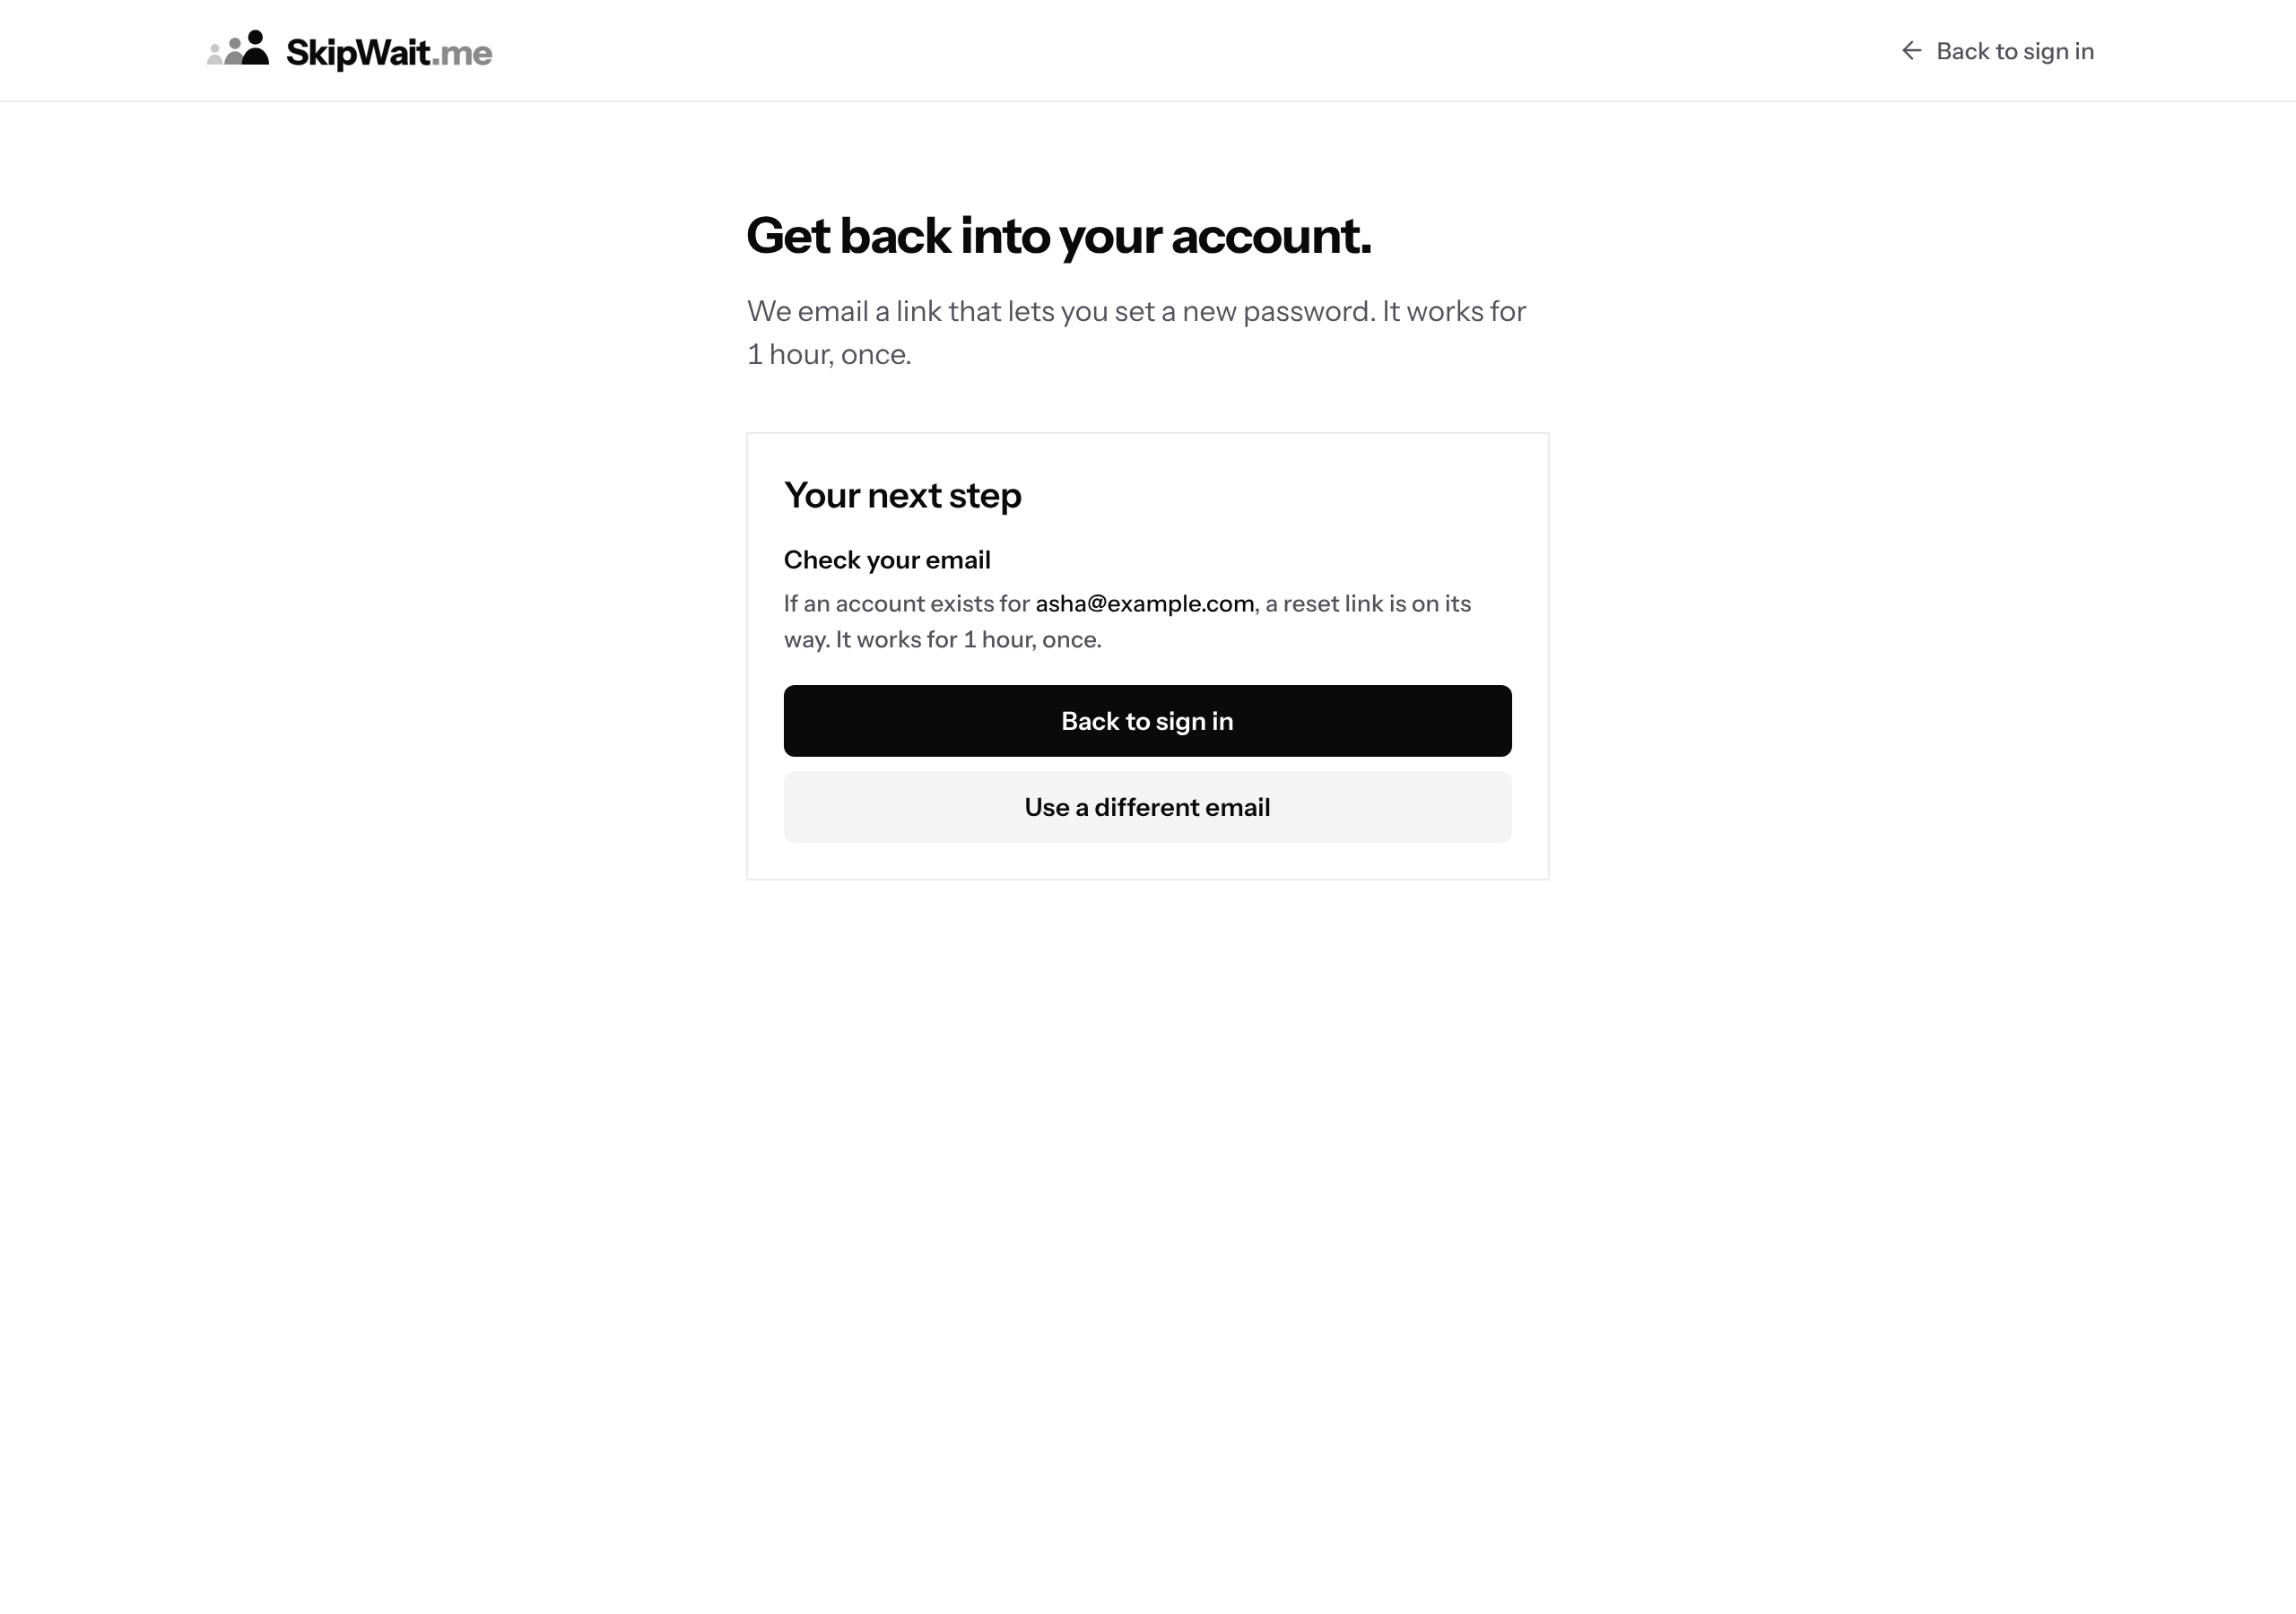 SkipWait.me
Back to sign in
Get back into your account.
We email a link that lets you set a new password. It works for
1 hour, once.
Your next step
Check your email
If an account exists for asha@example.com, a reset link is on its
way. It works for 1 hour, once.
Back to sign in
Use a different email